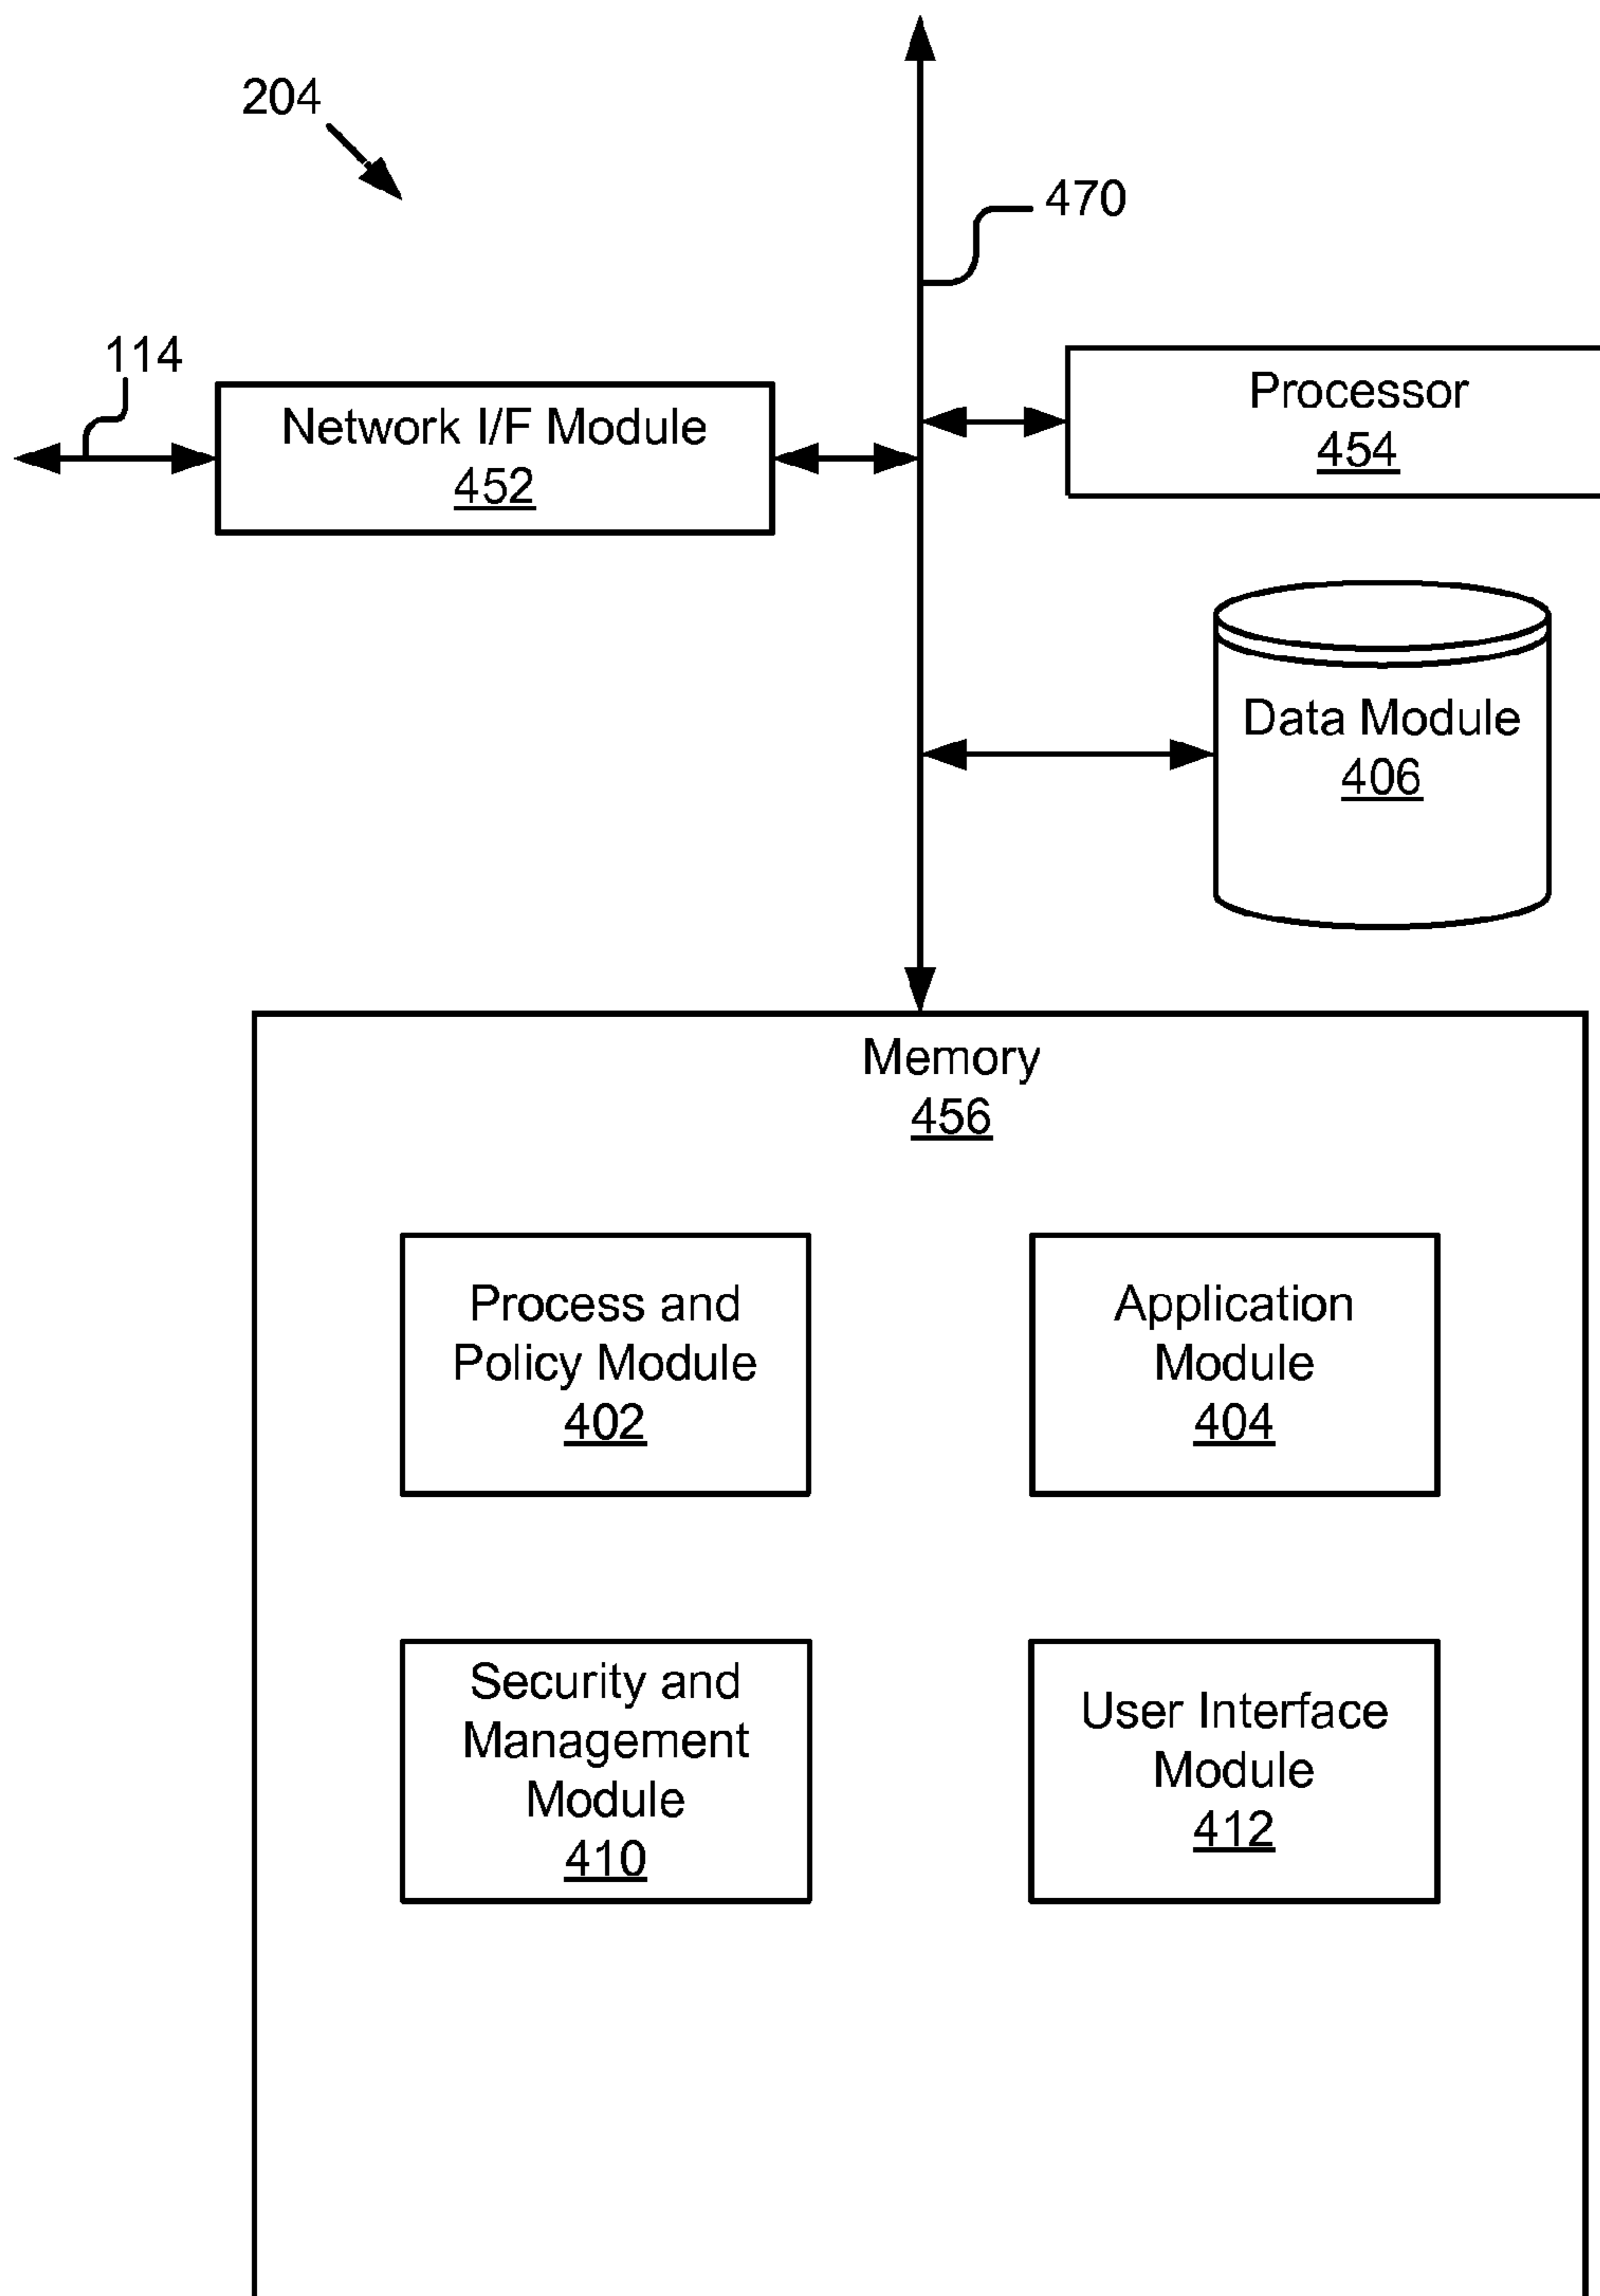 204
470
114
Network I/F Module
452
Processor
454
Data Module
406
Memory
456
Process and
Policy Module
402
Application
Module
404
Security and
Management
Module
410
User Interface
Module
412